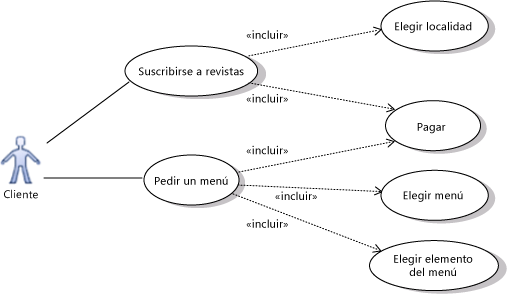 «incluir»
Elegir localidad
Suscribirse a revistas
«incluir»
Pagar
«incluir»
Cliente
Pedir un menú
«incluir»
Elegir menú
«incluir»
Elegir elemento
del menú